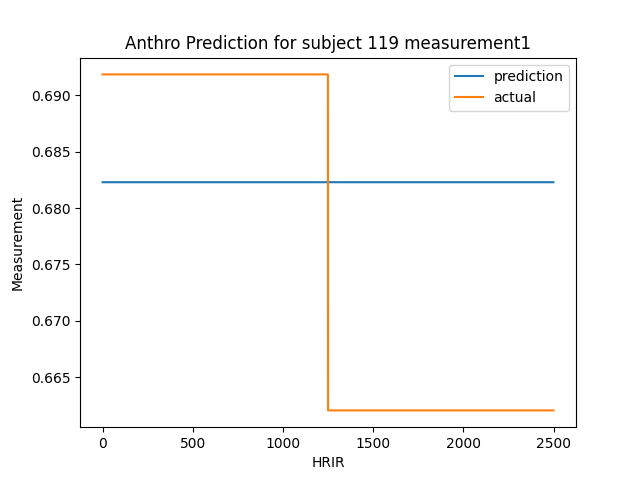 Anthro Prediction for subject 119 measurement1
prediction
actual
0.690
0.685
0.680
0.675
0.670
0.665
Measurement
0 500 1000 1500 2000 2500
HRIR